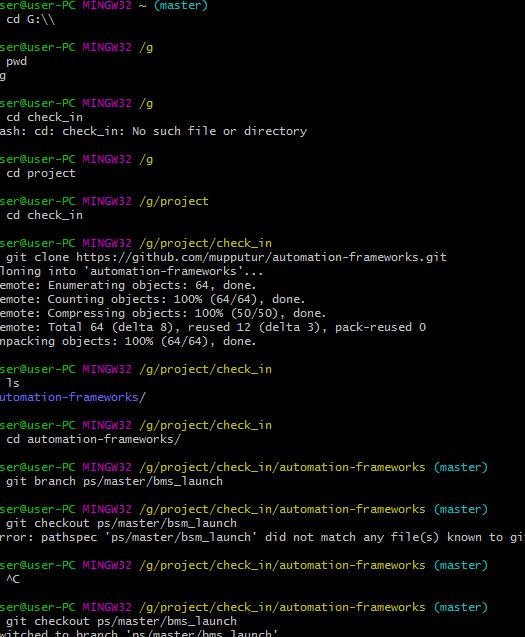 ser@user-PC MINGW32 ~ (master)
cd G:\\
ser@user-PC MINGW32 /g
pwd
g
ser@user-PC MINGW32 /g
cd check_in
ash: cd: check_in: No such file or directory
ser@user-PC MINGW32 /g
cd project
ser@user-PC MINGW32 /g/project
cd check_in
ser@user-PC MINGW32 /g/project/check_in
git clone https://github.com/mupputur/automation-frameworks.git
loning into 'automation-frameworks'...
emote: Enumerating objects: 64, done.
emote: Counting objects: 100% (64/64), done.
emote: Compressing objects: 100% (50/50), done.
emote: Total 64 (delta 8), reused 12 (delta 3), pack-reused 0
npacking objects: 100% (64/64), done.
ser@user-PC MINGW32 /g/project/check_in
ls
utomation-frameworks/
ser@user-PC MINGW32 /g/project/check_in
cd automation-frameworks/
ser@user-PC MINGW32 /g/project/check_in/automation-frameworks (master)
git branch ps/master/bms_launch
ser@user-PC MINGW32 /g/project/check_in/automation-frameworks (master)
git checkout ps/master/bsm_launch
rror: pathspec 'ps/master/bsm_launch' did not match any file(s) known to gi
ser@user-PC MINGW32 /g/project/check_in/automation-frameworks (master)
^C
ser@user-PC MINGW32 /g/project/check_in/automation-frameworks (master)
git checkout ps/master/bms_launch
witched to branch 'ps/master/bms_launch'